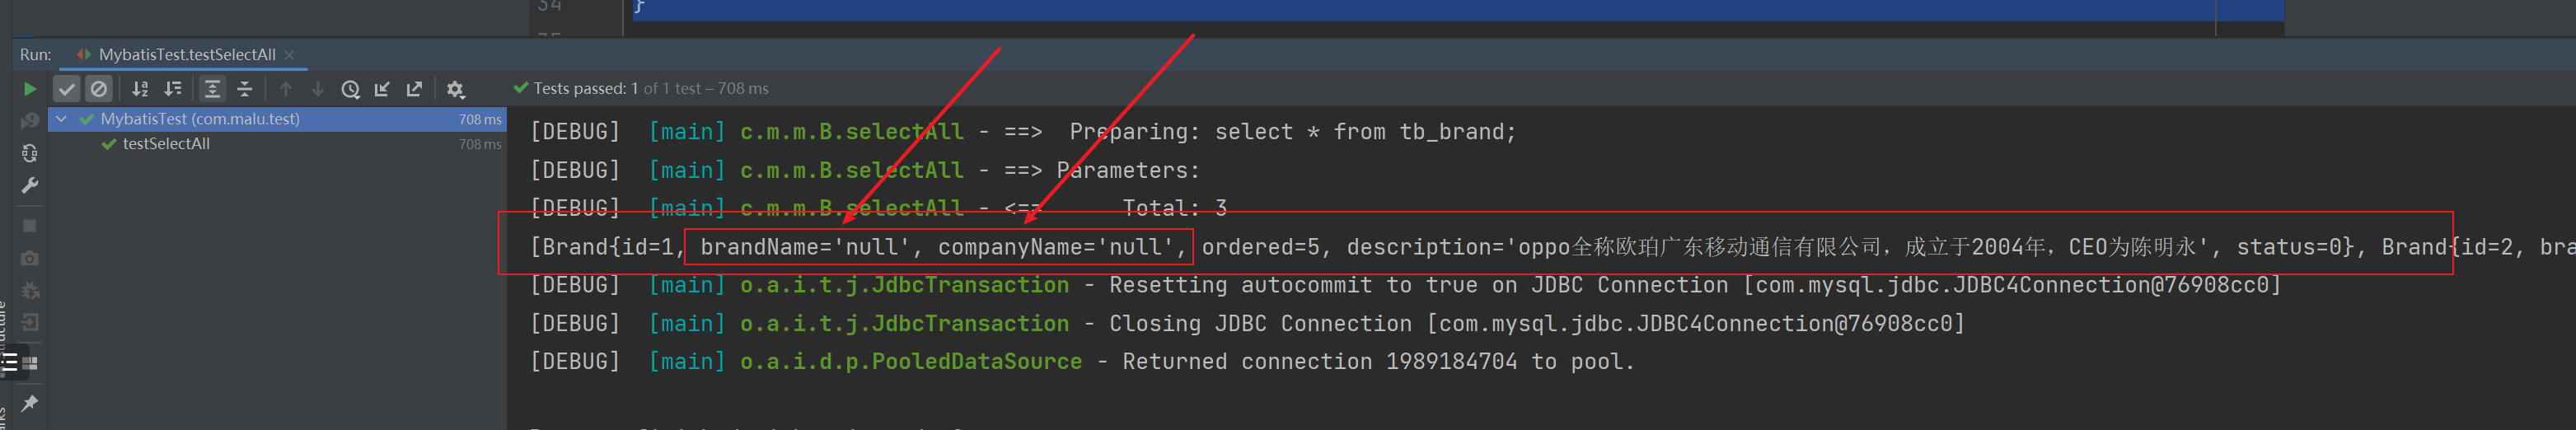 34
}
Run: MybatisTest.testSelectAll
Tests passed: 1 of 1 test – 708 ms
MybatisTest (com.malu.test) 708 ms
testSelectAll 708 ms
[DEBUG] [main] c.m.m.B.selectAll - ==>  Preparing: select * from tb_brand;
[DEBUG] [main] c.m.m.B.selectAll - ==> Parameters:
[DEBUG] [main] c.m.m.B.selectAll - <==      Total: 3
[Brand{id=1, brandName='null', companyName='null', ordered=5, description='oppo全称欧珀广东移动通信有限公司，成立于2004年，CEO为陈明永', status=0}, Brand{id=2, bra
[DEBUG] [main] o.a.i.t.j.JdbcTransaction - Resetting autocommit to true on JDBC Connection [com.mysql.jdbc.JDBC4Connection@76908cc0]
[DEBUG] [main] o.a.i.t.j.JdbcTransaction - Closing JDBC Connection [com.mysql.jdbc.JDBC4Connection@76908cc0]
[DEBUG] [main] o.a.i.d.p.PooledDataSource - Returned connection 1989184704 to pool.